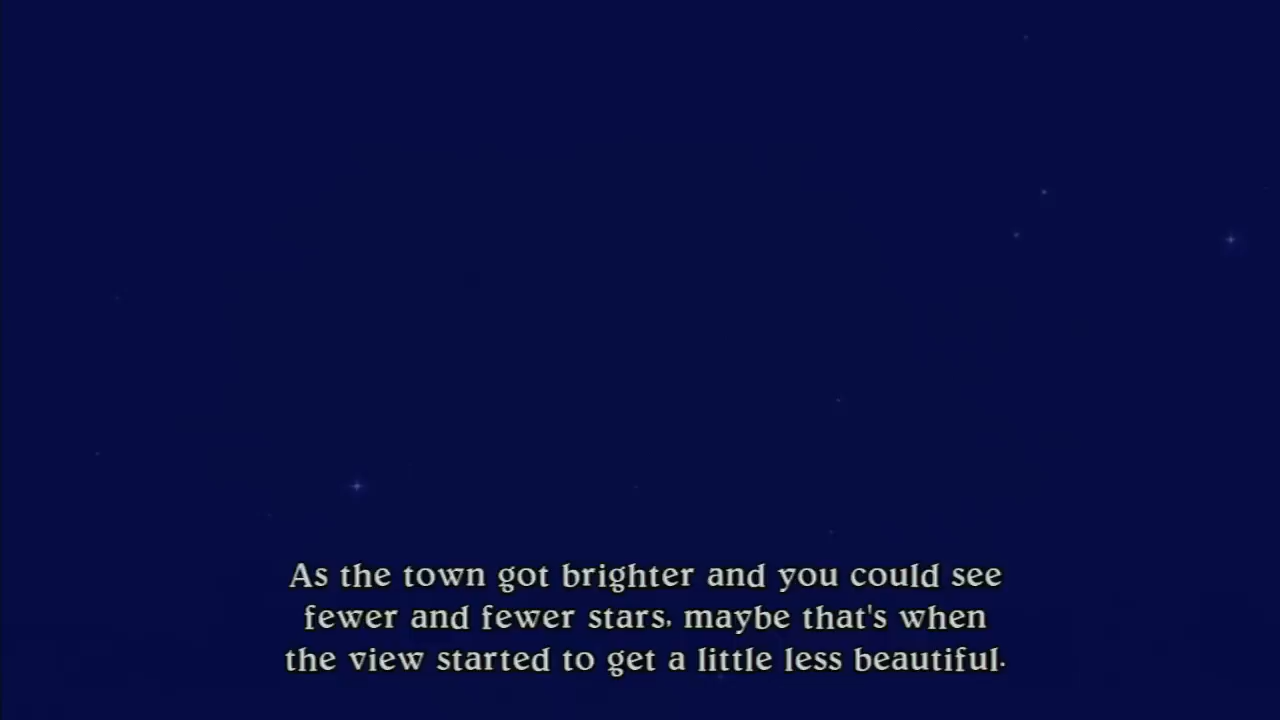 As the town got brighter and you could see
fewer and fewer stars, maybe that's when
the view started to get a little less beautiful.